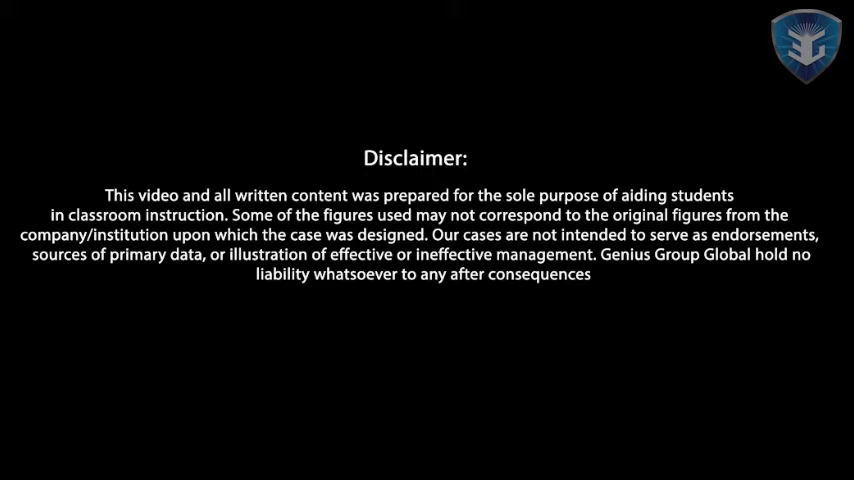 Disclaimer:
This video and all written content was prepared for the sole purpose of aiding students
in classroom instruction. Some of the figures used may not correspond to the original figures from the
company/institution upon which the case was designed. Our cases are not intended to serve as endorsements,
sources of primary data, or illustration of effective or ineffective management. Genius Group Global hold no
liability whatsoever to any after consequences